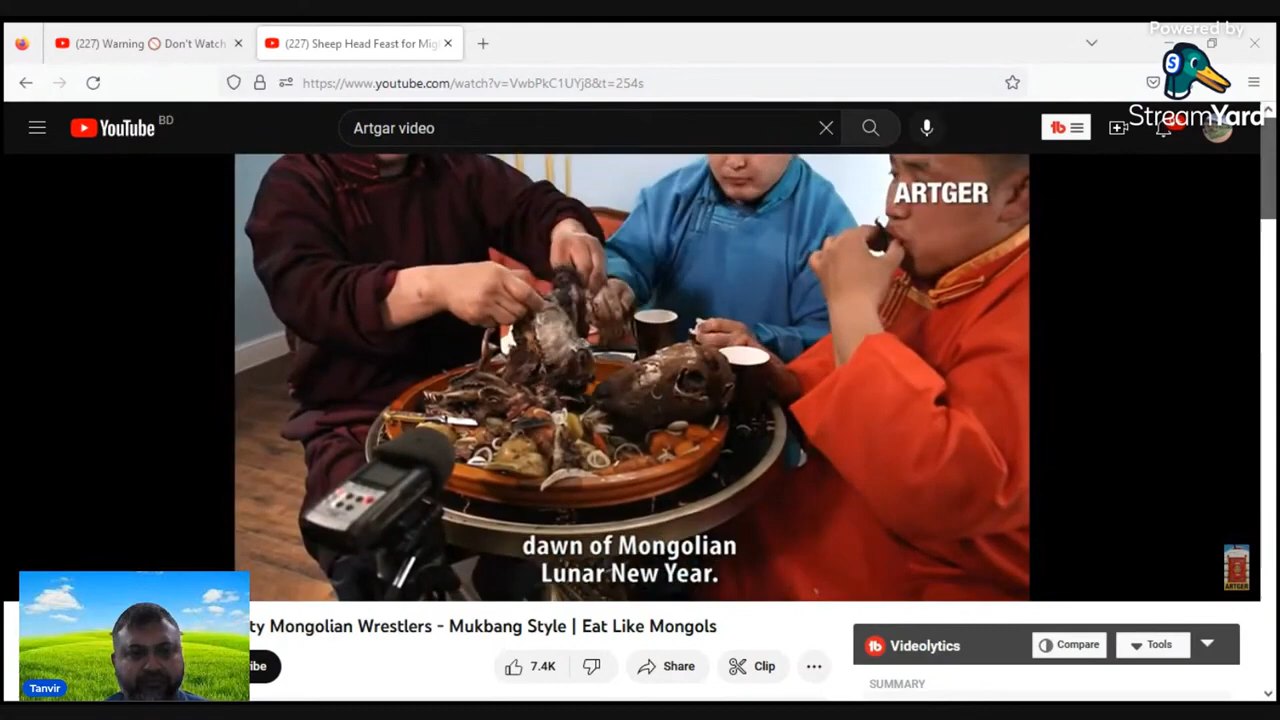 Powered by
StreamYard
(227) Warning 🚫 Don't Watch
(227) Sheep Head Feast for Mig
https://www.youtube.com/watch?v=VwbPkC1UYj8&t=254s
YouTube BD
Artgar video
ARTGER
dawn of Mongolian
Lunar New Year.
ARTGER
Tanvir
ty Mongolian Wrestlers - Mukbang Style | Eat Like Mongols
ibe
7.4K
Share
Clip
tb
Videolytics
Compare
Tools
SUMMARY